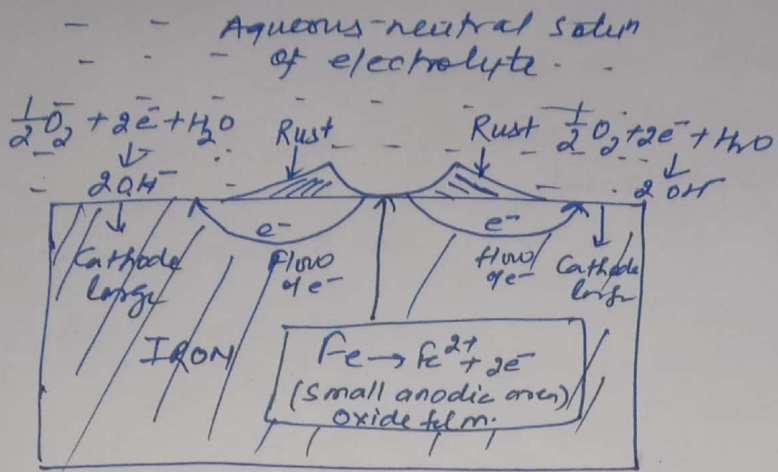 Aqueous-neutral solun
of electrolyte.
½O₂ + 2e⁻ + H₂O
Rust
Rust
½O₂ + 2e⁻ + H₂O
↓
2OH⁻
↓
2OH⁻
e⁻
e⁻
Cathode
large
Flow
of e⁻
flow
of e⁻
Cathode
large
IRON
Fe → Fe²⁺ + 2e⁻
(Small anodic area)
Oxide film.